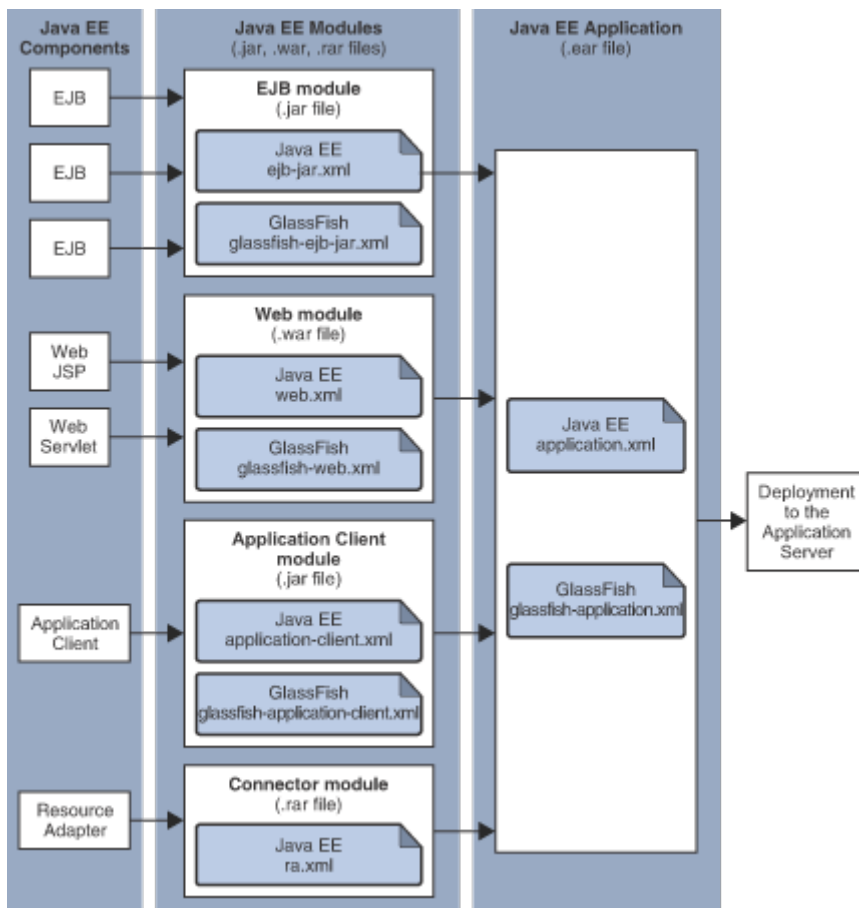 Java EE
Components
EJB
EJB
EJB
Web
JSP
Web
Servlet
Application
Client
Resource
Adapter
Java EE Modules
(.jar, .war, .rar files)
EJB module
(.jar file)
Java EE
ejb-jar.xml
GlassFish
glassfish-ejb-jar.xml
Web module
(.war file)
Java EE
web.xml
GlassFish
glassfish-web.xml
Application Client
module
(.jar file)
Java EE
application-client.xml
GlassFish
glassfish-application-client.xml
Connector module
(.rar file)
Java EE
ra.xml
Java EE Application
(.ear file)
Java EE
application.xml
GlassFish
glassfish-application.xml
Deployment
to the
Application
Server